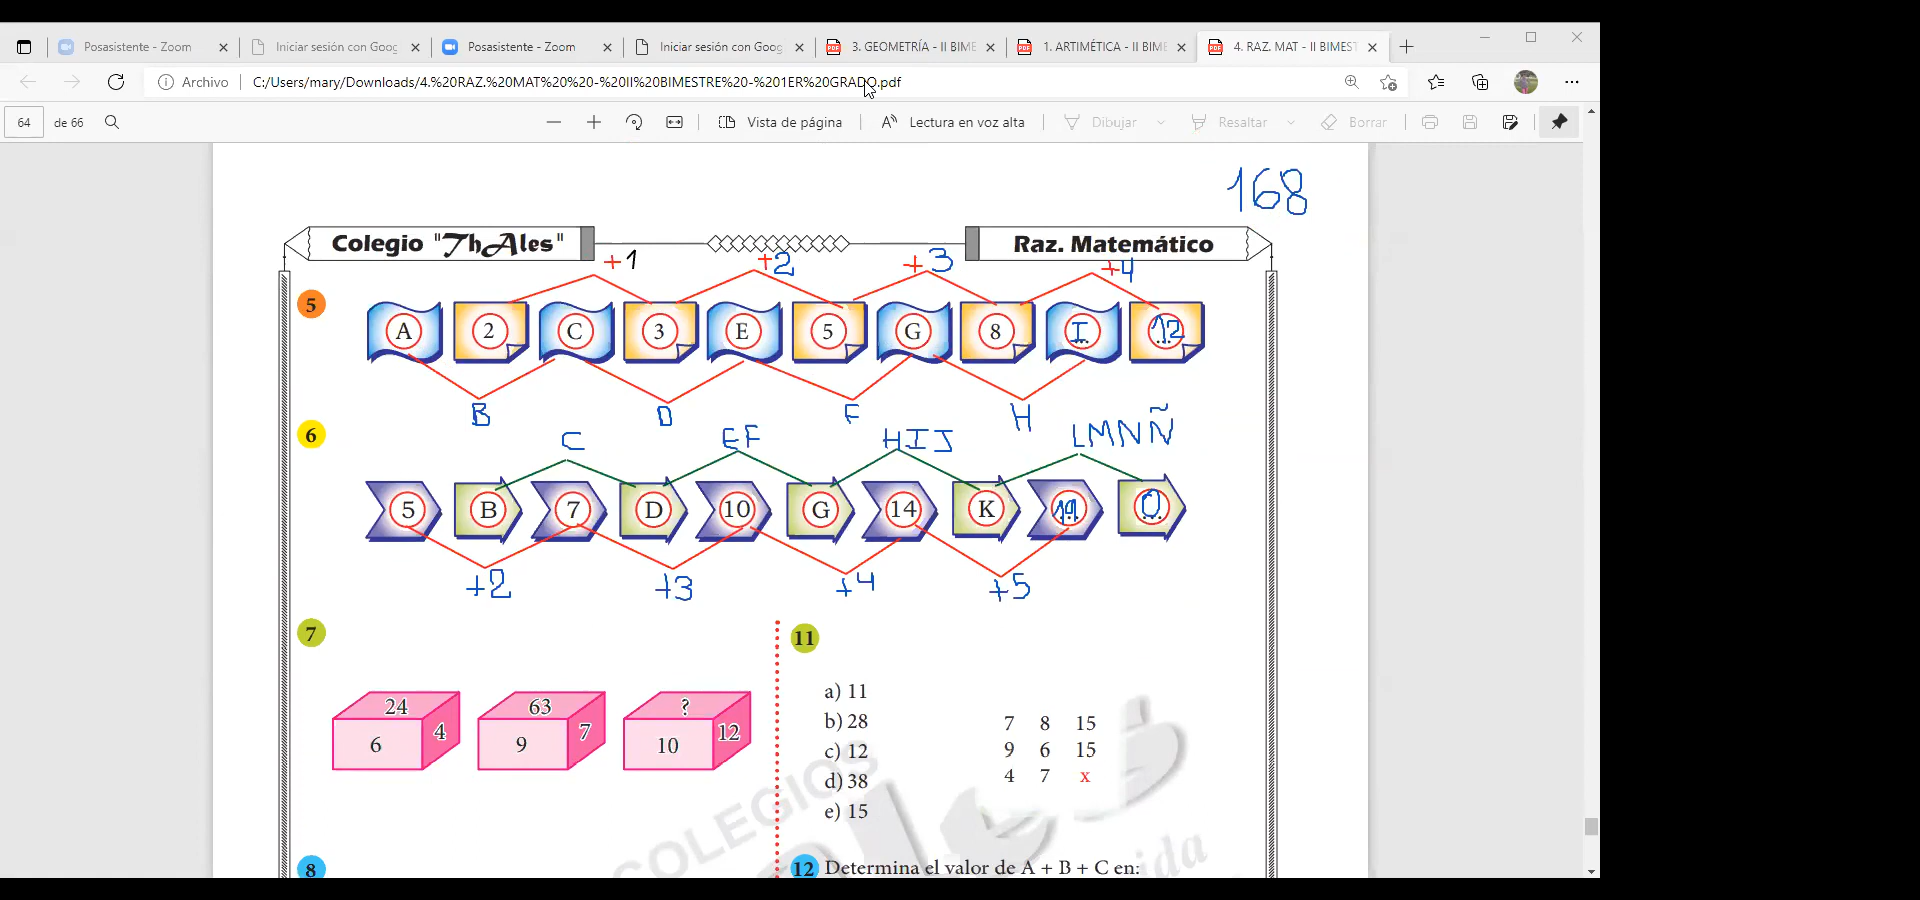 Posasistente - Zoom
Iniciar sesión con Goog
Posasistente - Zoom
Iniciar sesión con Goog
3. GEOMETRÍA - II BIME
1. ARTIMÉTICA - II BIME
4. RAZ. MAT - II BIMEST
Archivo
C:/Users/mary/Downloads/4.%20RAZ.%20MAT%20%20-%20II%20BIMESTRE%20-%201ER%20GRADO.pdf
64 de 66
Vista de página
Lectura en voz alta
Dibujar
Resaltar
Borrar
168
Colegio "ThAles"
Raz. Matemático
+1 +2 +3 +4
5
A 2 C 3 E 5 G 8 I 12
B D F H
6
C EF HIJ LMNÑ
5 B 7 D 10 G 14 K 19 O
+2 +3 +4 +5
7
24 6 4
63 9 7
? 10 12
8
11
a) 11
b) 28
c) 12
d) 38
e) 15
7 8 15
9 6 15
4 7 x
COLEGIOS
12 Determina el valor de A + B + C en: